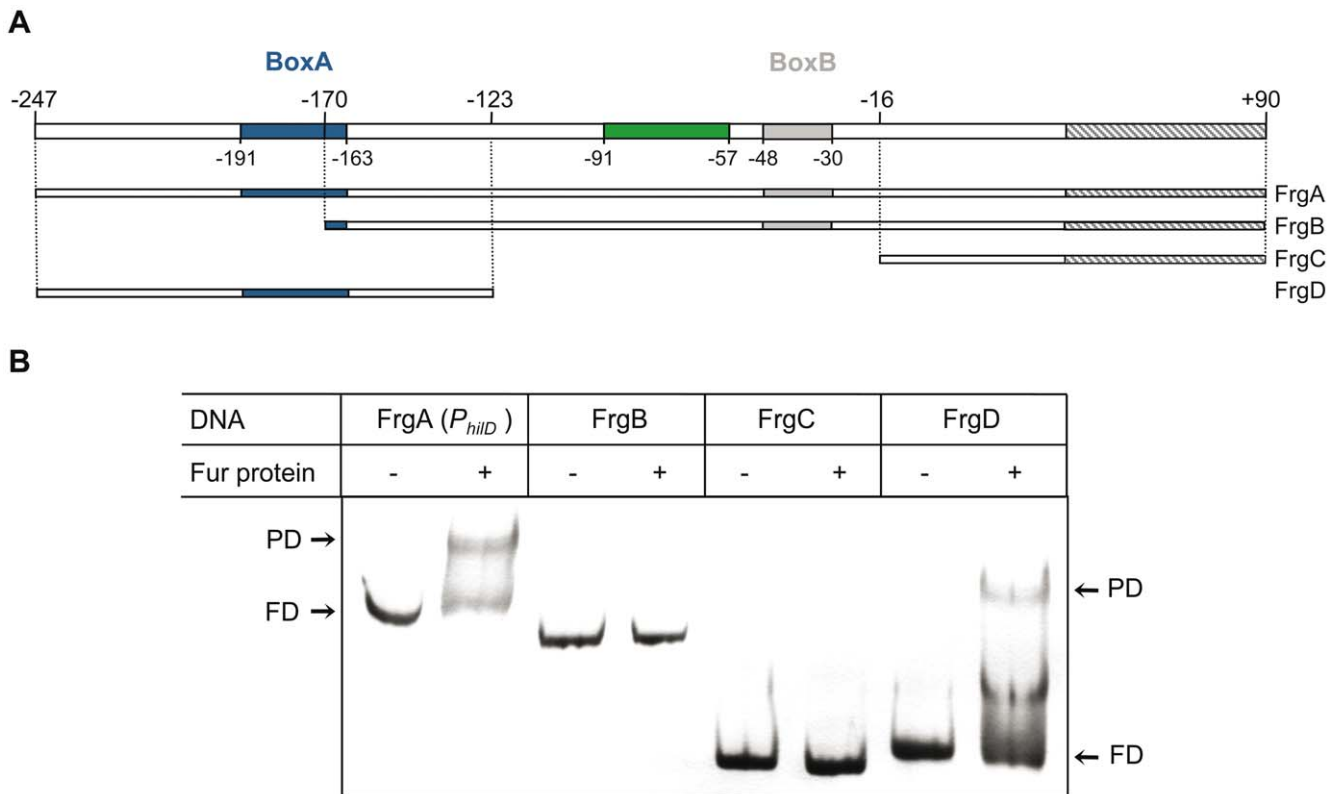 A
BoxA BoxB
-247 -170 -123 -16 +90
-191 -163 -91 -57 -48 -30
FrgA
FrgB
FrgC
FrgD
B
DNA FrgA (PhilD ) FrgB FrgC FrgD
Fur protein - + - + - + - +
PD → ← PD
FD → ← FD